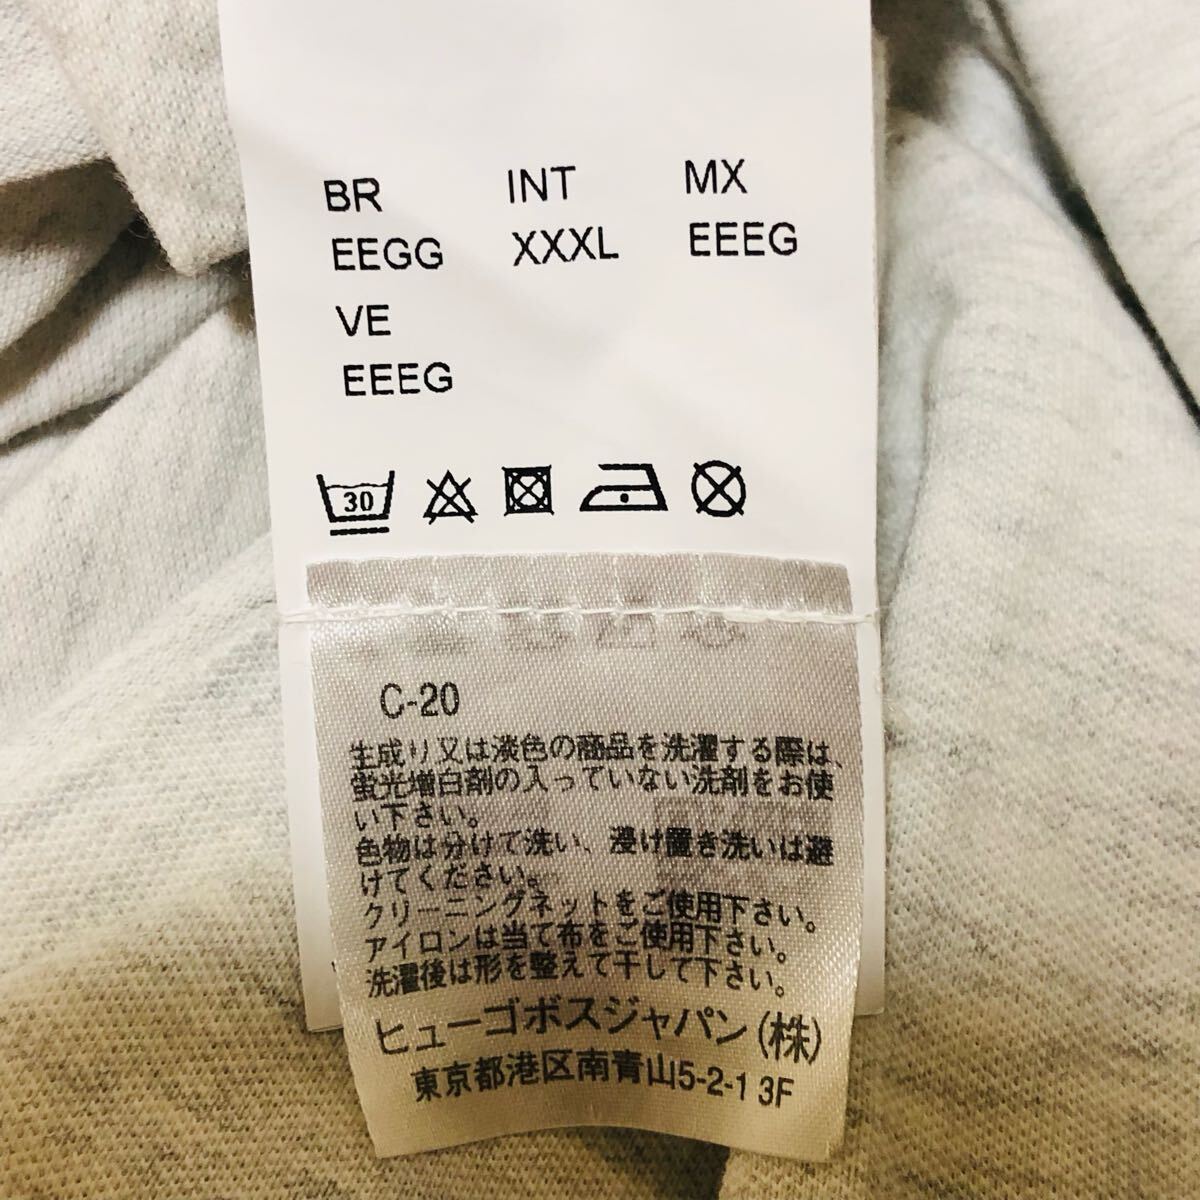 BR INT MX
EEGG XXXL EEEG
VE
EEEG
30
C-20
生成り又は淡色の商品を洗濯する際は、
蛍光増白剤の入っていない洗剤をお使
い下さい。
色物は分けて洗い、浸け置き洗いは避
けてください。
クリーニングネットをご使用下さい。
アイロンは当て布をご使用下さい。
洗濯後は形を整えて干して下さい。
ヒューゴボスジャパン(株)
東京都港区南青山5-2-1 3F